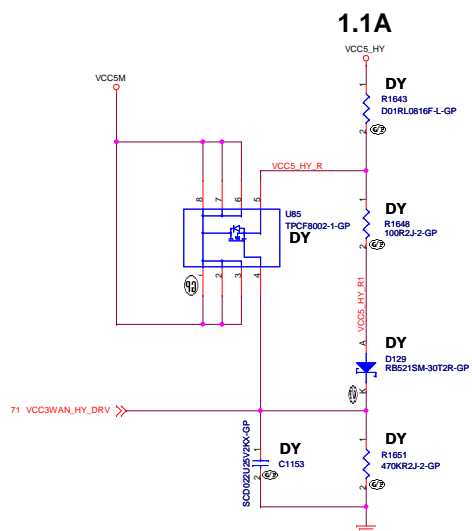 1.1A
VCC5_HY
VCC5M
1
DY
R1643
D01RL0816F-L-GP
2
VCC5_HY_R
8
7
6
5
U85
TPCF8002-1-GP
DY
1
DY
R1648
100R2J-2-GP
2
GP
1
2
3
4
VCC5_HY_R1
A
DY
D129
RB521SM-30T2R-GP
K
71 VCC3WAN_HY_DRV
SCD022U25V2KX-GP
1
DY
C1153
2
1
DY
R1651
470KR2J-2-GP
2